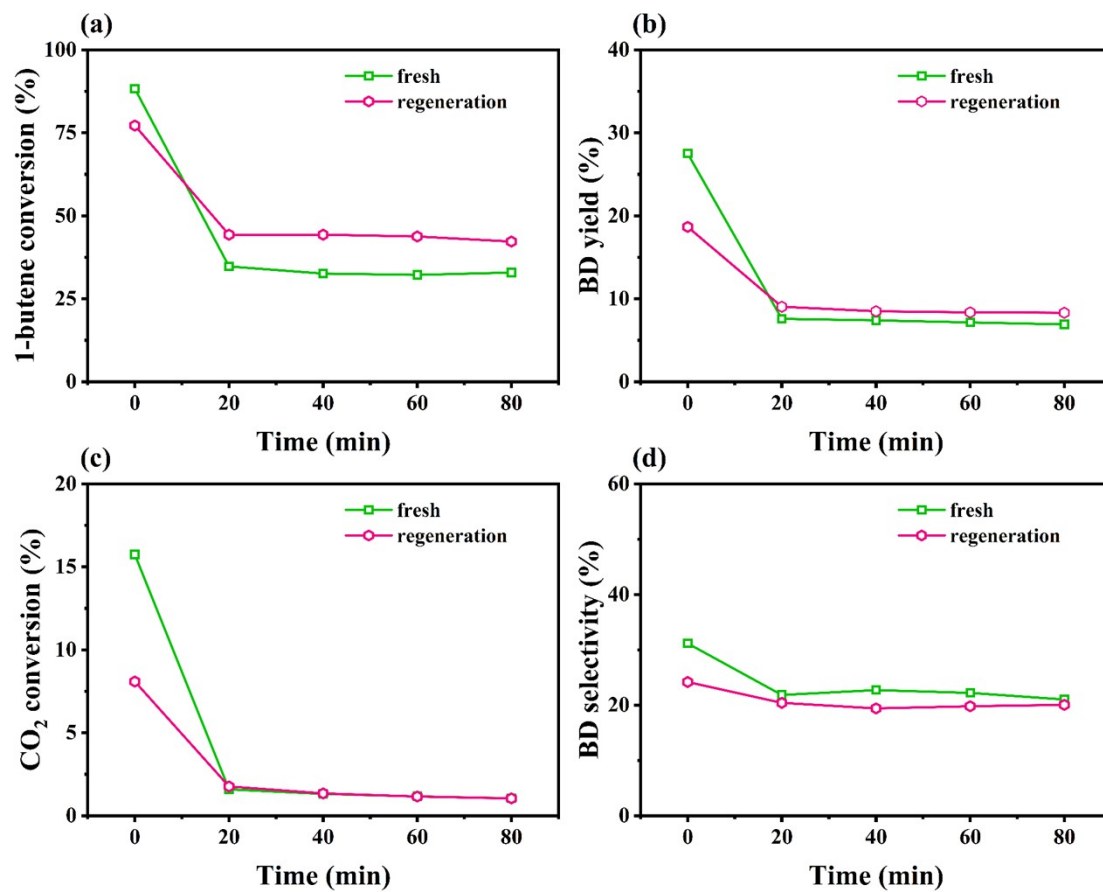 (a)
1-butene conversion (%)
100
75
50
25
0
fresh
regeneration
0 20 40 60 80
Time (min)
(b)
BD yield (%)
40
30
20
10
0
fresh
regeneration
0 20 40 60 80
Time (min)
(c)
CO₂ conversion (%)
20
15
10
5
0
fresh
regeneration
0 20 40 60 80
Time (min)
(d)
BD selectivity (%)
60
40
20
0
fresh
regeneration
0 20 40 60 80
Time (min)